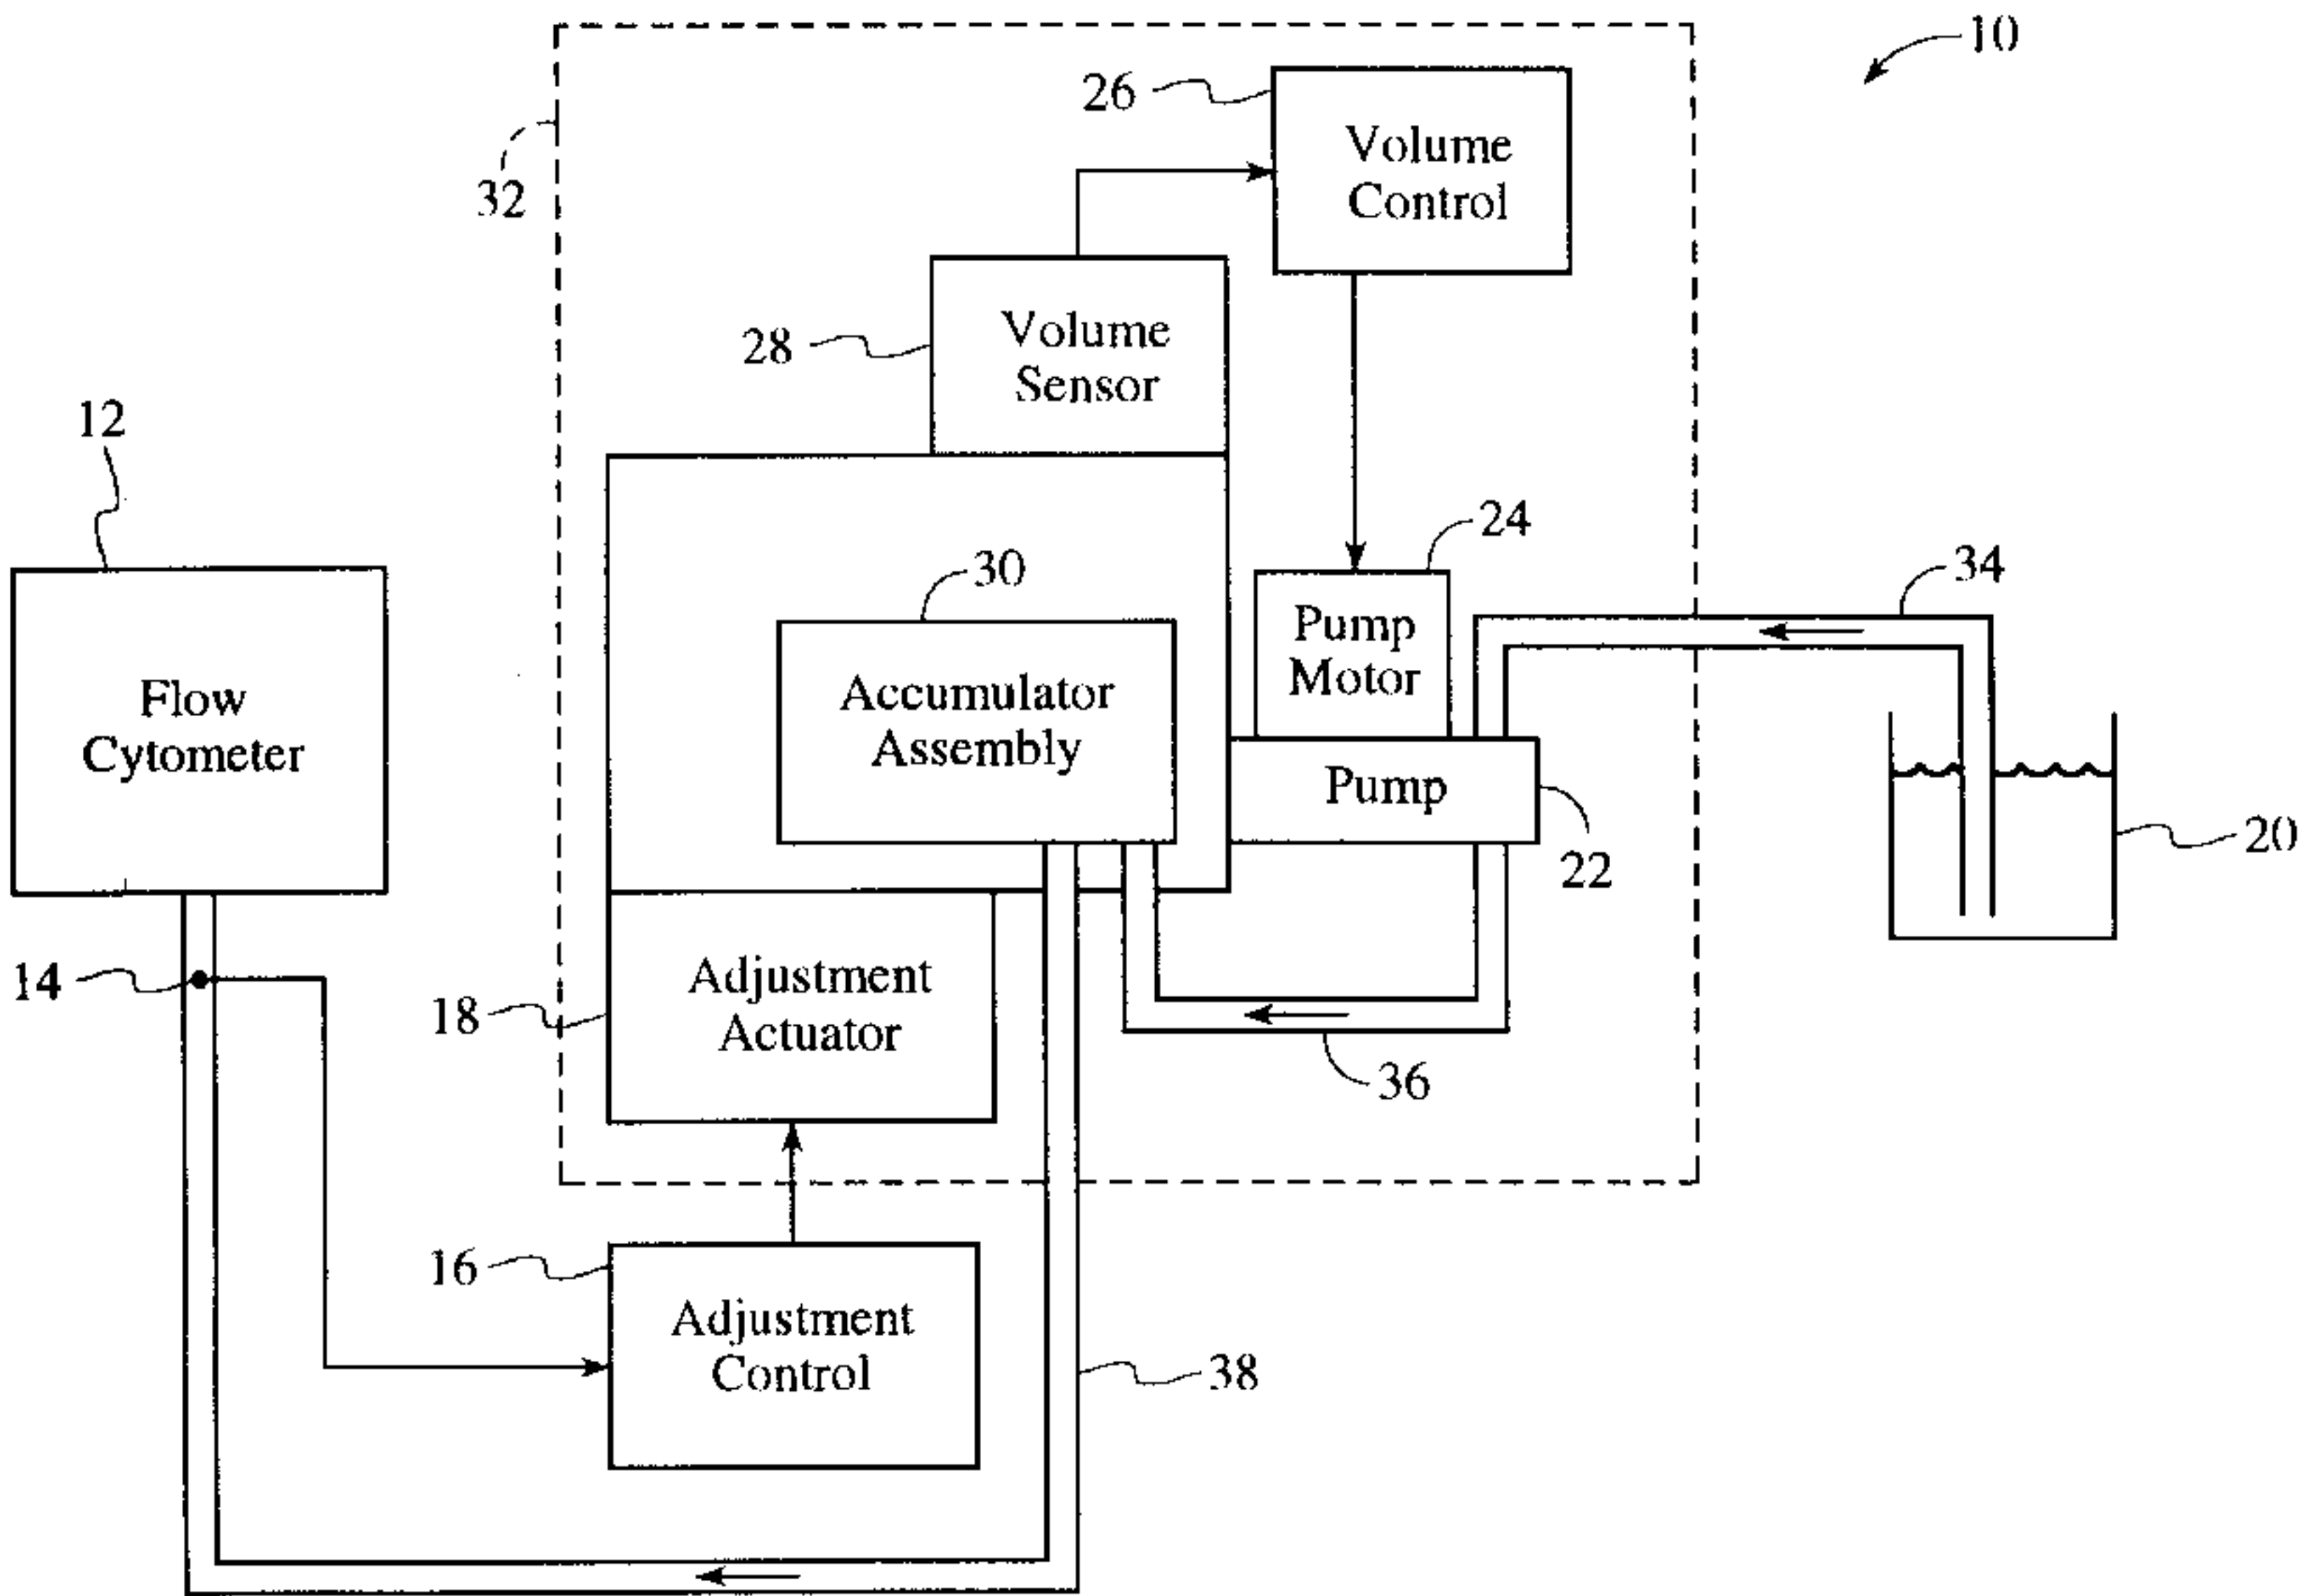 10
26
Volume
Control
32
28
Volume
Sensor
12
24
30
34
Pump
Motor
Flow
Cytometer
Accumulator
Assembly
Pump
20
22
14
18
Adjustment
Actuator
36
16
Adjustment
Control
38